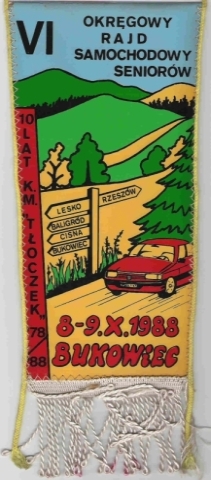 VI OKRĘGOWY
RAJD
SAMOCHODOWY
SENIORÓW
10 LAT K.M. "TŁOCZEK" 78/88
RZESZÓW
LESKO
BALIGRÓD
CISNA
BUKOWIEC
8-9.X.1988
BUKOWIEC